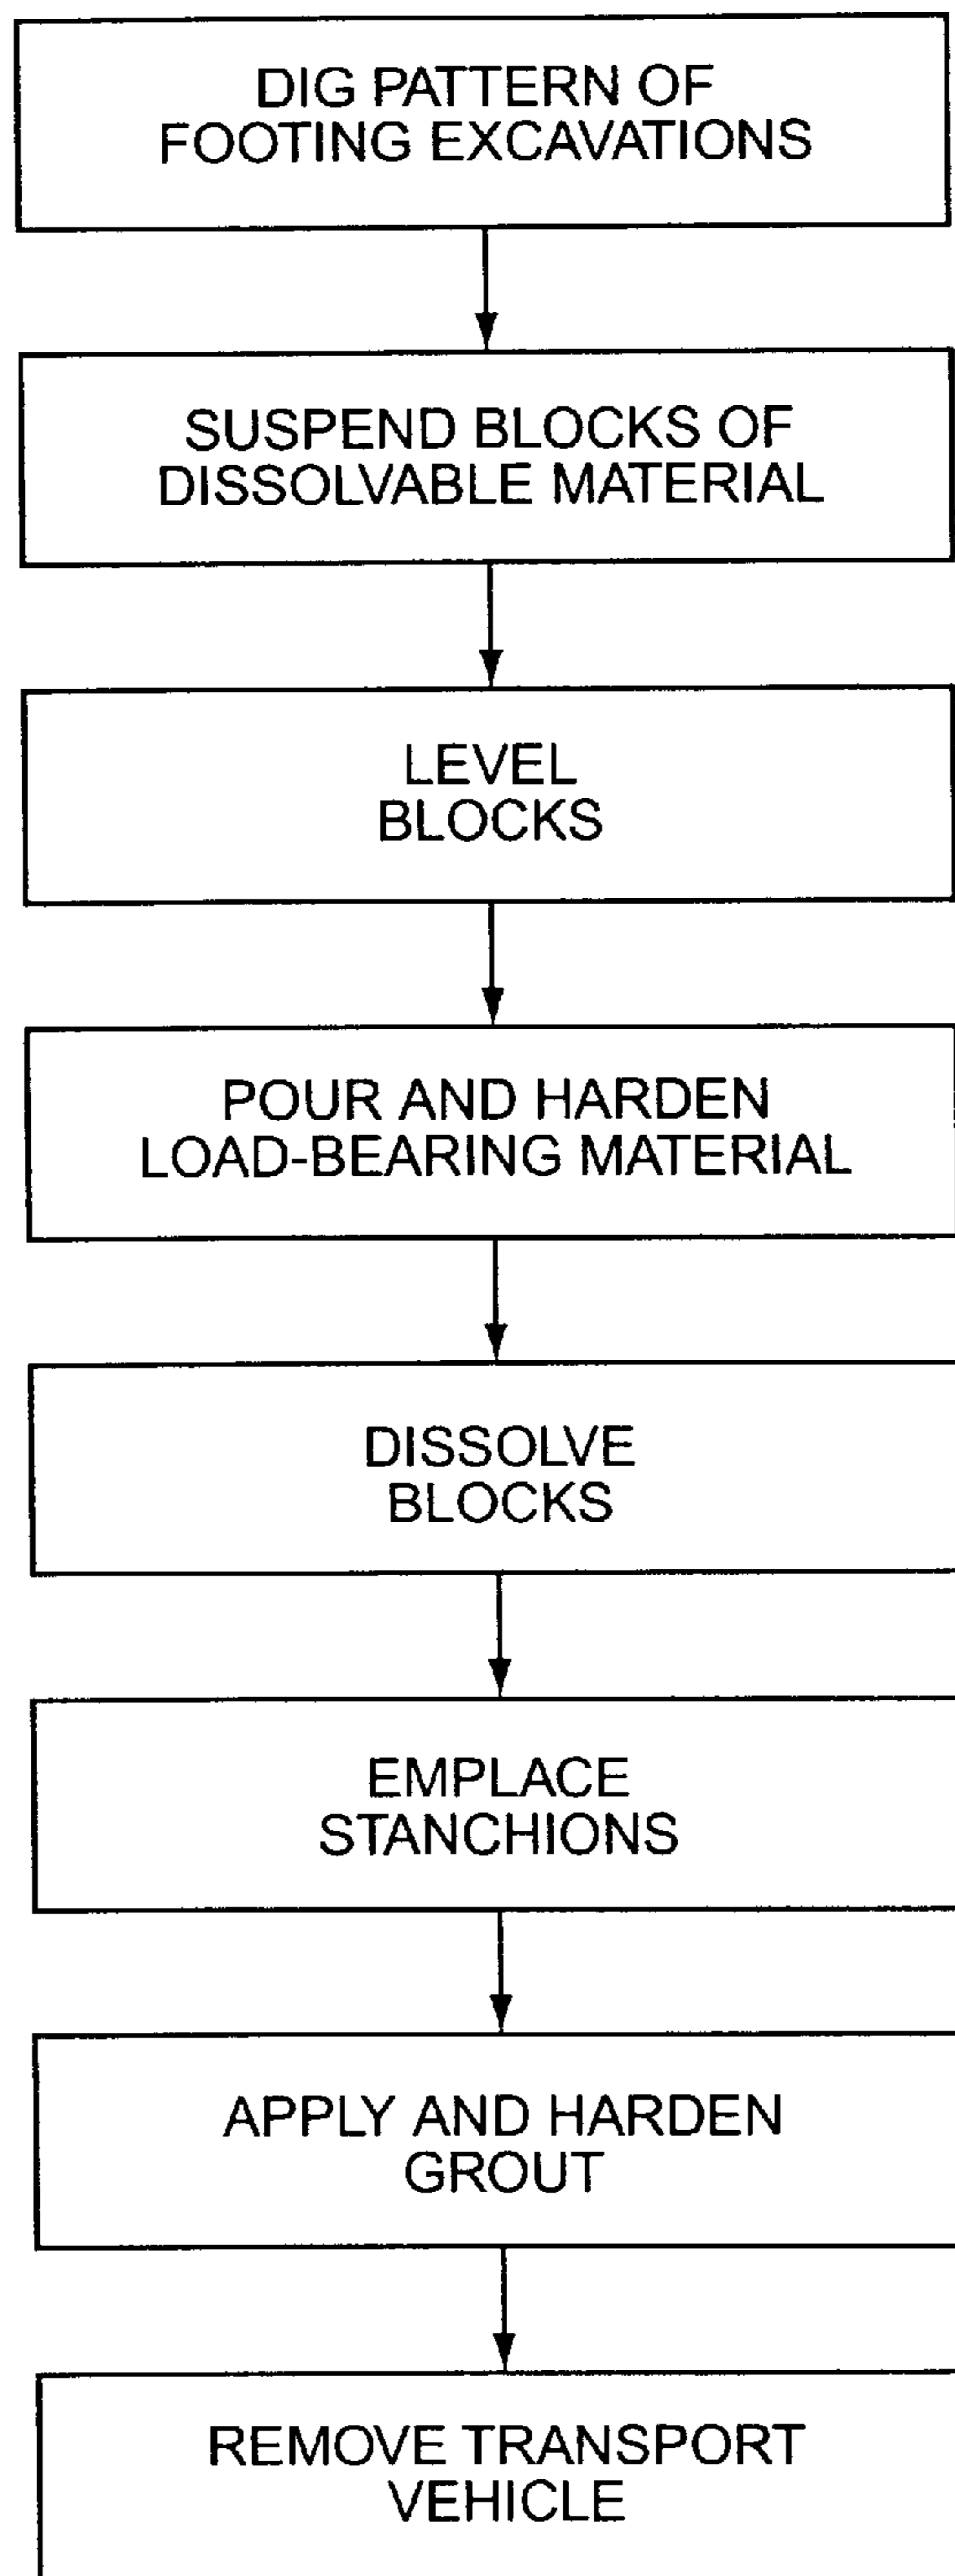 DIG PATTERN OF
FOOTING EXCAVATIONS
SUSPEND BLOCKS OF
DISSOLVABLE MATERIAL
LEVEL
BLOCKS
POUR AND HARDEN
LOAD-BEARING MATERIAL
DISSOLVE
BLOCKS
EMPLACE
STANCHIONS
APPLY AND HARDEN
GROUT
REMOVE TRANSPORT
VEHICLE